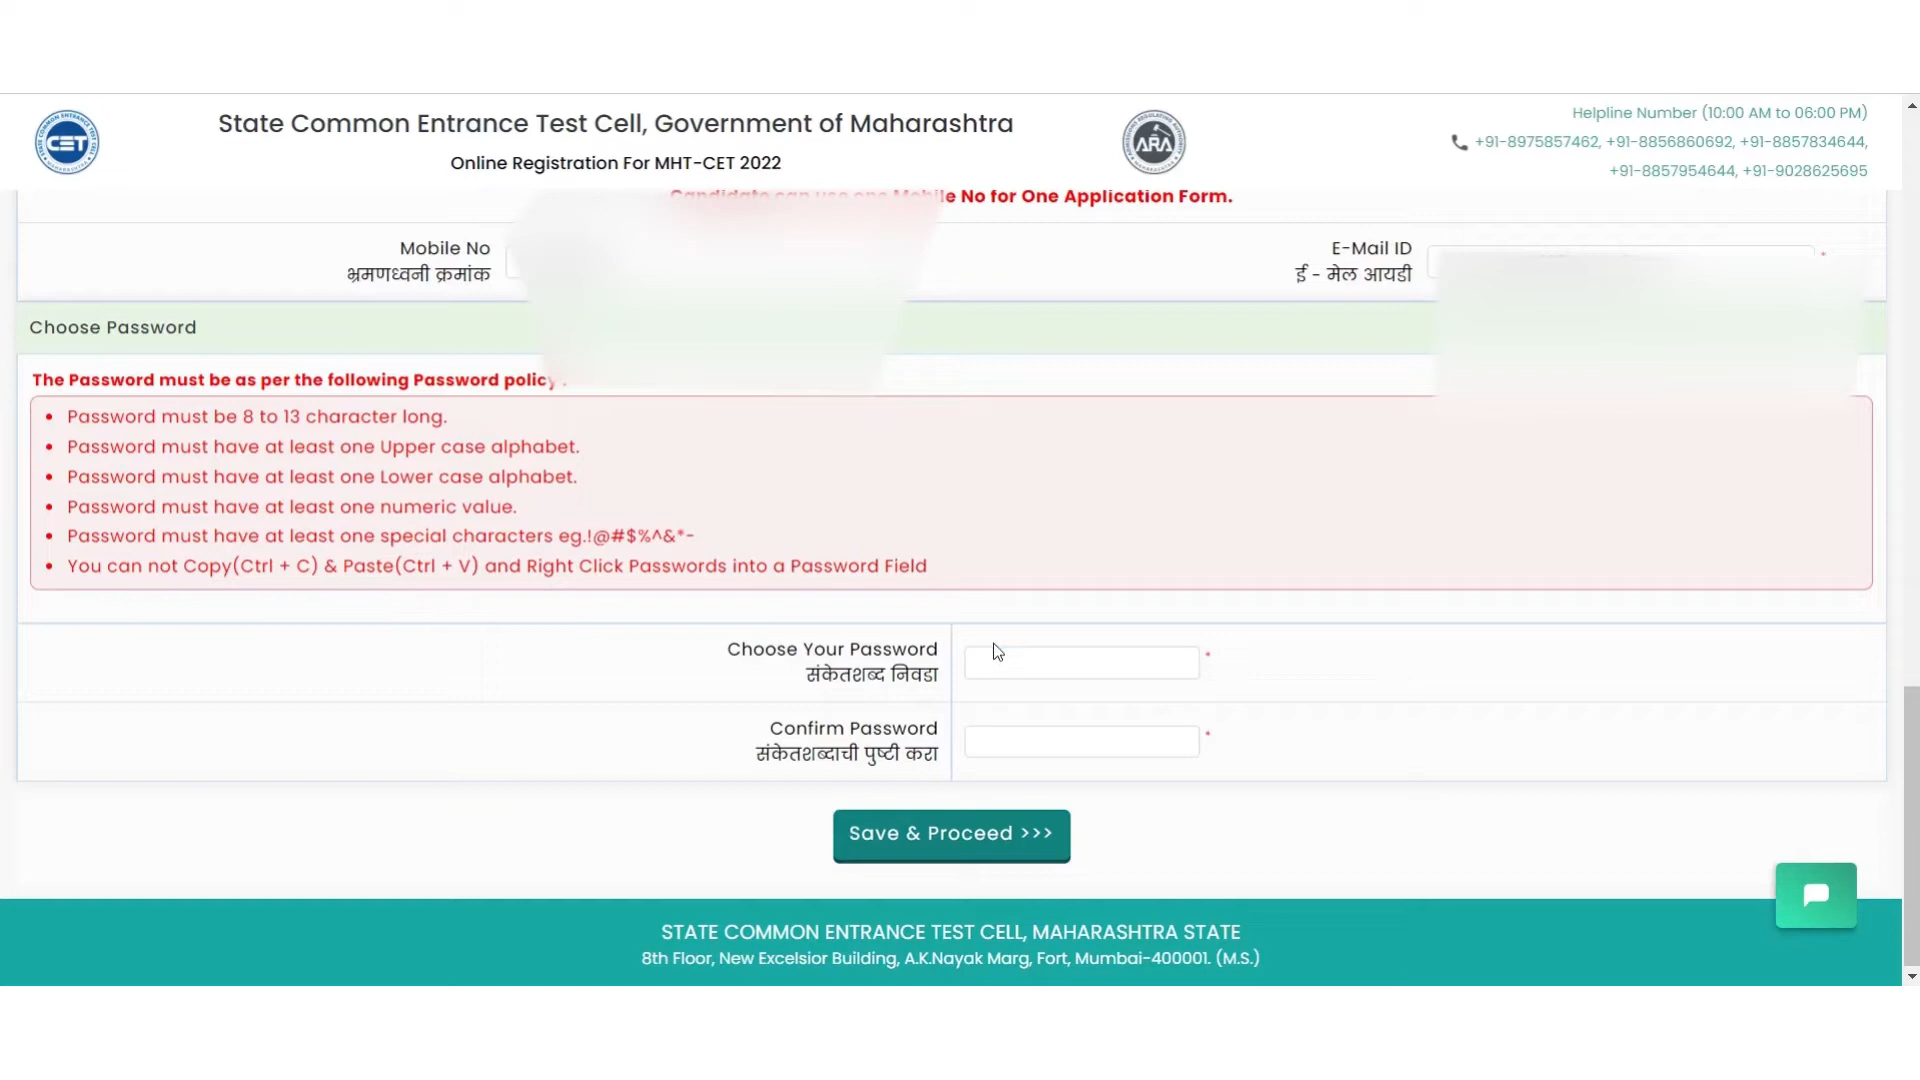 State Common Entrance Test Cell, Government of Maharashtra
Online Registration For MHT-CET 2022
CET
ARA
Helpline Number (10:00 AM to 06:00 PM)
+91-8975857462, +91-8856860692, +91-8857834644,
+91-8857954644, +91-9028625695
Candidate can use one Mobile No for One Application Form.
Mobile No
भ्रमणध्वनी क्रमांक
E-Mail ID
ई - मेल आयडी
*
Choose Password
The Password must be as per the following Password policy :
• Password must be 8 to 13 character long.
• Password must have at least one Upper case alphabet.
• Password must have at least one Lower case alphabet.
• Password must have at least one numeric value.
• Password must have at least one special characters eg.!@#$%^&*-
• You can not Copy(Ctrl + C) & Paste(Ctrl + V) and Right Click Passwords into a Password Field
Choose Your Password
संकेतशब्द निवडा
*
Confirm Password
संकेतशब्दाची पुष्टी करा
*
Save & Proceed >>>
STATE COMMON ENTRANCE TEST CELL, MAHARASHTRA STATE
8th Floor, New Excelsior Building, A.K.Nayak Marg, Fort, Mumbai-400001. (M.S.)